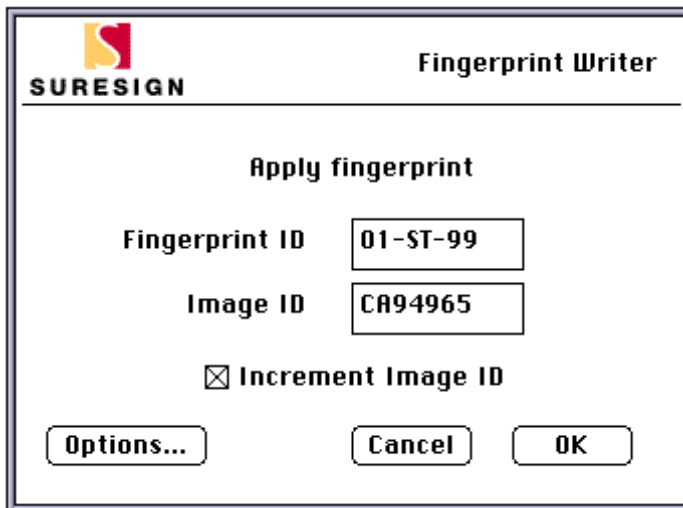 SURESIGN
Fingerprint Writer
Apply fingerprint
Fingerprint ID 01-ST-99
Image ID CA94965
Increment Image ID
Options... Cancel OK